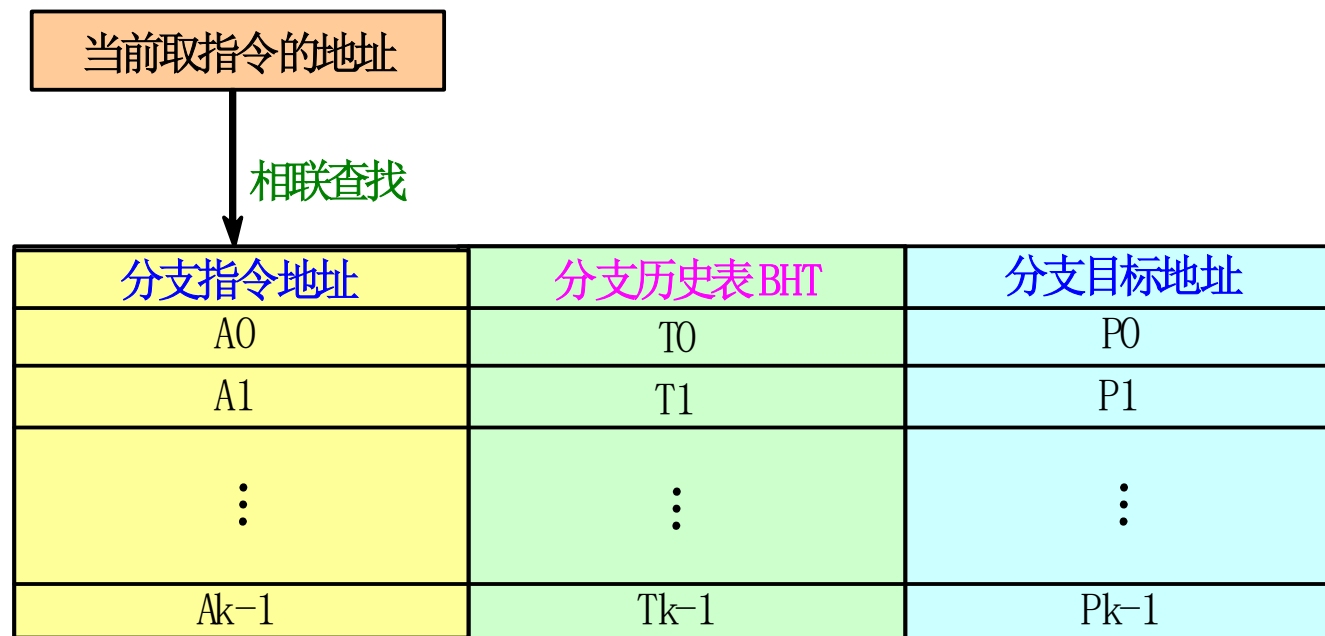 当前取指令的地址
相联查找
分支指令地址 分支历史表BHT 分支目标地址
A0 T0 P0
A1 T1 P1
⋮ ⋮ ⋮
Ak-1 Tk-1 Pk-1